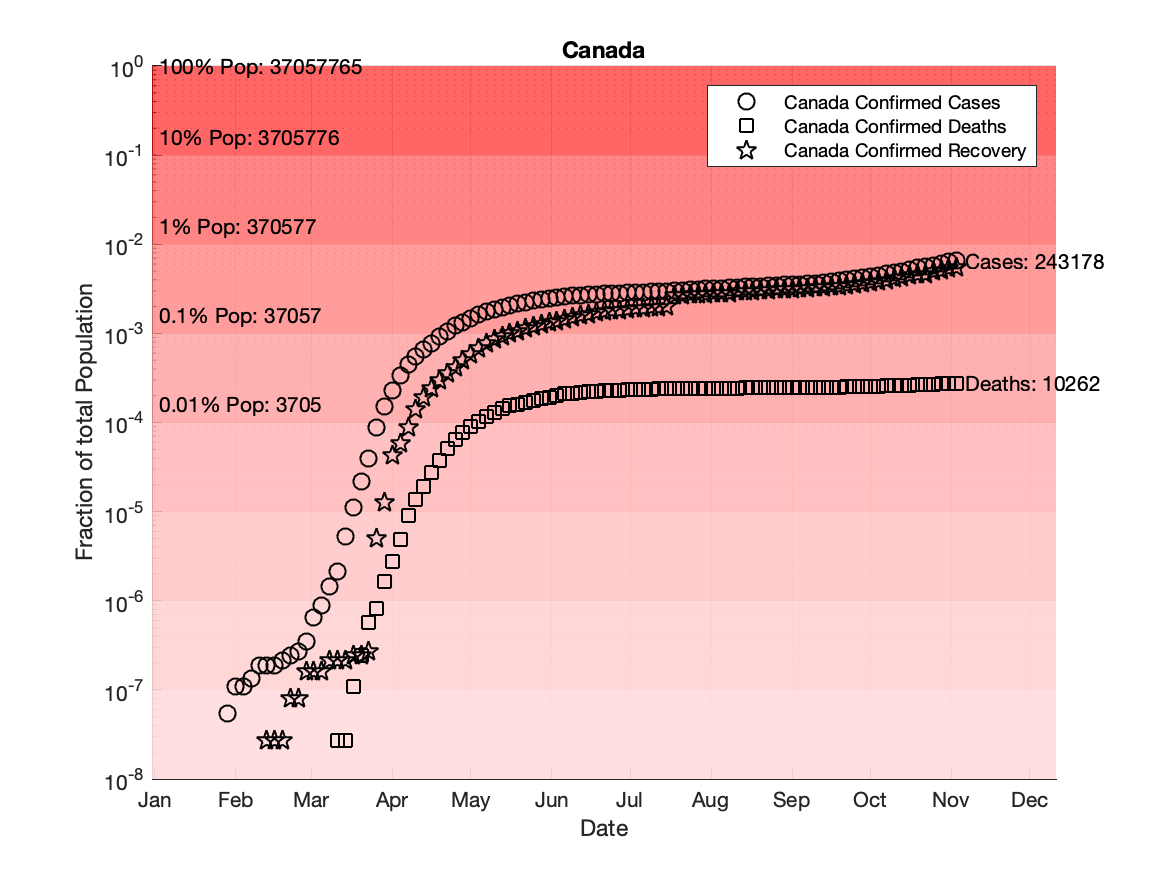 Canada
10^0
100% Pop: 37057765
Canada Confirmed Cases
Canada Confirmed Deaths
Canada Confirmed Recovery
10% Pop: 3705776
10^-1
1% Pop: 370577
10^-2
Cases: 243178
0.1% Pop: 37057
10^-3
Deaths: 10262
0.01% Pop: 3705
10^-4
10^-5
10^-6
10^-7
10^-8
Fraction of total Population
Jan Feb Mar Apr May Jun Jul Aug Sep Oct Nov Dec
Date